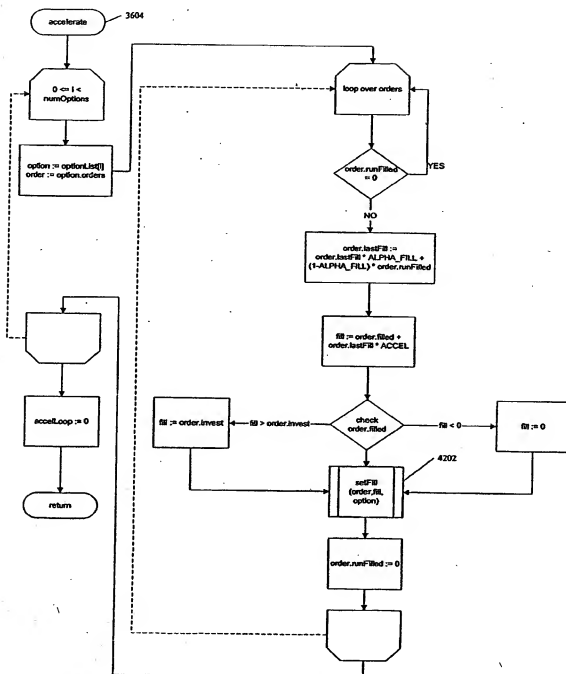 accelerate
3604
0 <= i <
numOptions
option := optionList[i]
order := option.orders
accelLoop := 0
return
loop over orders
order.runFilled
= 0
YES
NO
order.lastFill :=
order.lastFill * ALPHA_FILL +
(1-ALPHA_FILL) * order.runFilled
fill := order.filled +
order.lastFill * ACCEL
fill := order.invest
fill > order.invest
check
order.filled
fill < 0
fill := 0
4202
setFill
(order,fill,
option)
order.runFilled := 0